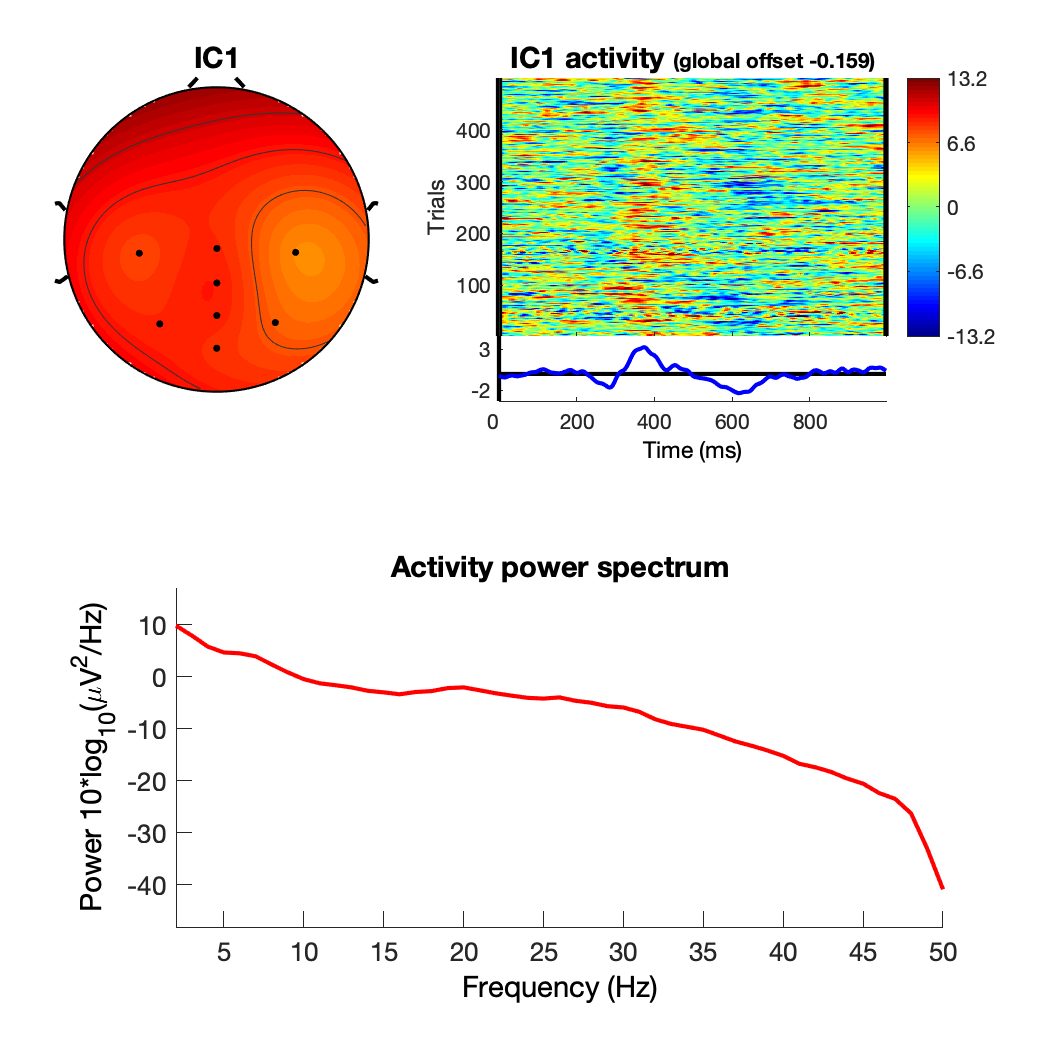 IC1
IC1 activity (global offset -0.159)
Trials
400
300
200
100
13.2
6.6
0
-6.6
-13.2
3
-2
0 200 400 600 800
Time (ms)
Activity power spectrum
Power 10*log10(μV2/Hz)
10
0
-10
-20
-30
-40
5 10 15 20 25 30 35 40 45 50
Frequency (Hz)